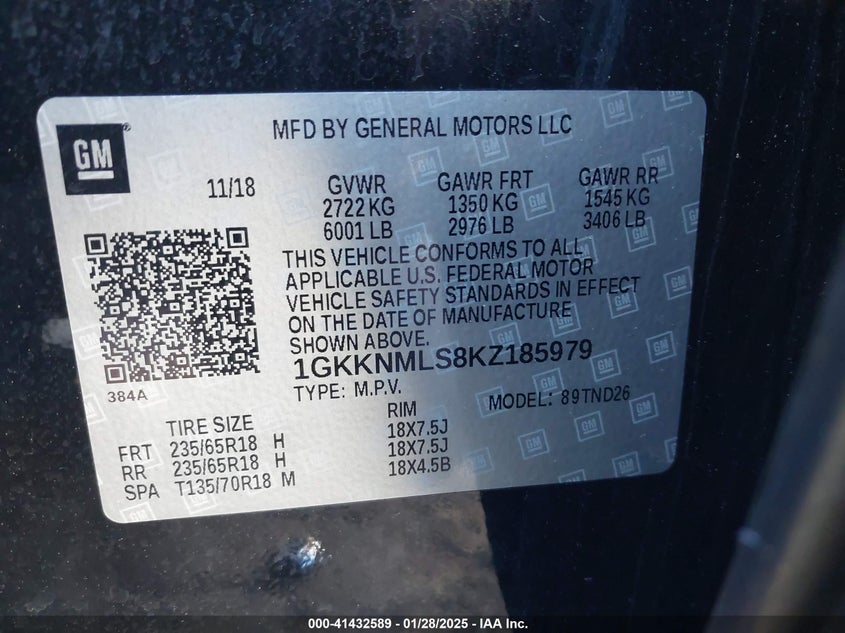 GM
®
MFD BY GENERAL MOTORS LLC
11/18
GVWR
2722 KG
6001 LB
GAWR FRT
1350 KG
2976 LB
GAWR RR
1545 KG
3406 LB
THIS VEHICLE CONFORMS TO ALL
APPLICABLE U.S. FEDERAL MOTOR
VEHICLE SAFETY STANDARDS IN EFFECT
ON THE DATE OF MANUFACTURE
SHOWN ABOVE.
1GKKNMLS8KZ185979
384A
TYPE: M.P.V.
MODEL: 89TND26
TIRE SIZE
RIM
FRT 235/65R18 H 18X7.5J
RR 235/65R18 H 18X7.5J
SPA T135/70R18 M 18X4.5B
000-41432589 - 01/28/2025 - IAA Inc.